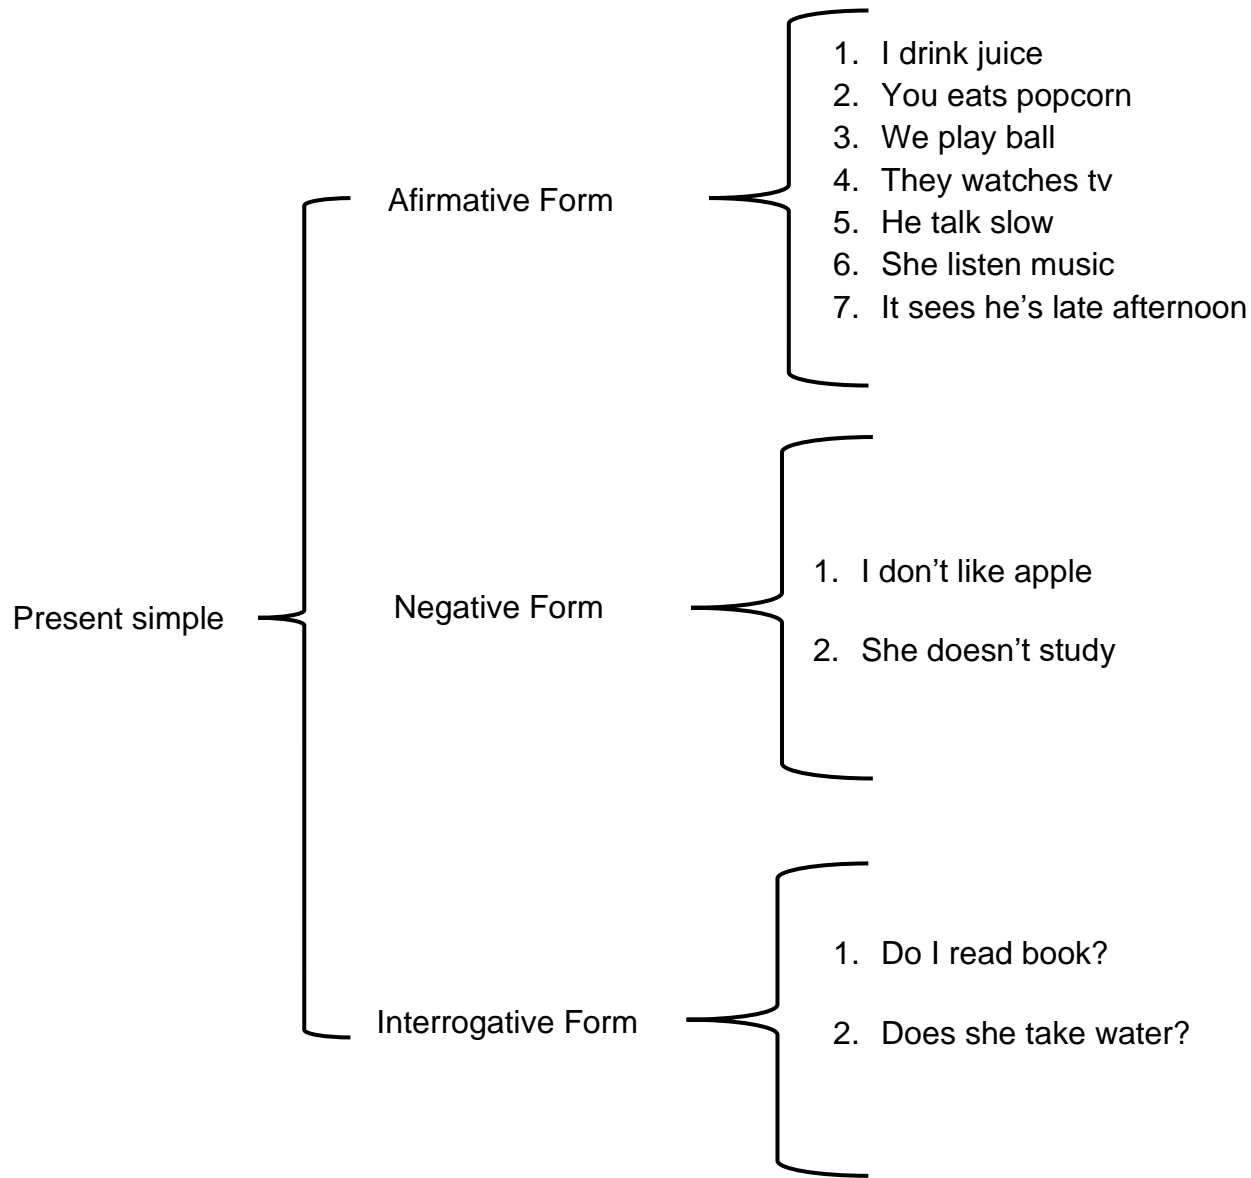 Present simple
Afirmative Form
1. I drink juice
2. You eats popcorn
3. We play ball
4. They watches tv
5. He talk slow
6. She listen music
7. It sees he’s late afternoon
Negative Form
1. I don’t like apple
2. She doesn’t study
Interrogative Form
1. Do I read book?
2. Does she take water?